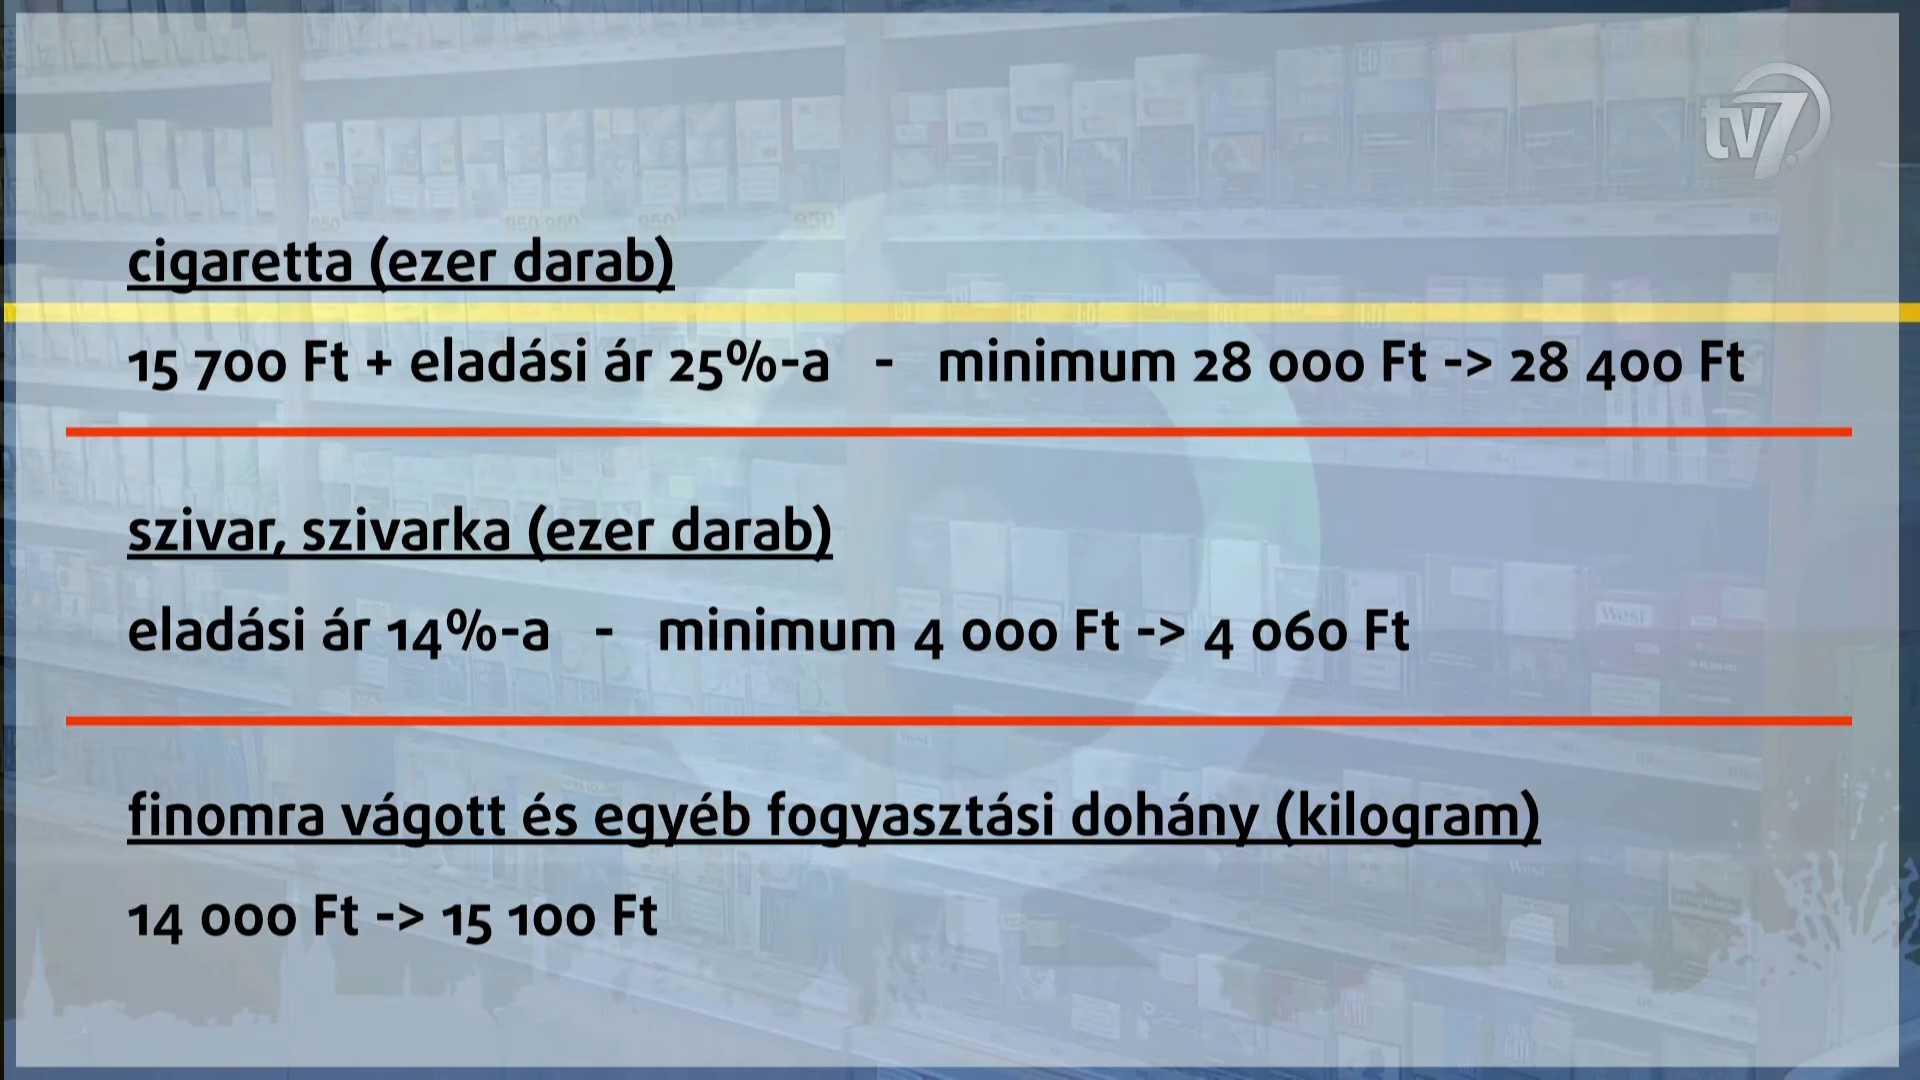 tv7
cigaretta (ezer darab)
15 700 Ft + eladási ár 25%-a - minimum 28 000 Ft -> 28 400 Ft
szivar, szivarka (ezer darab)
eladási ár 14%-a - minimum 4 000 Ft -> 4 060 Ft
finomra vágott és egyéb fogyasztási dohány (kilogram)
14 000 Ft -> 15 100 Ft